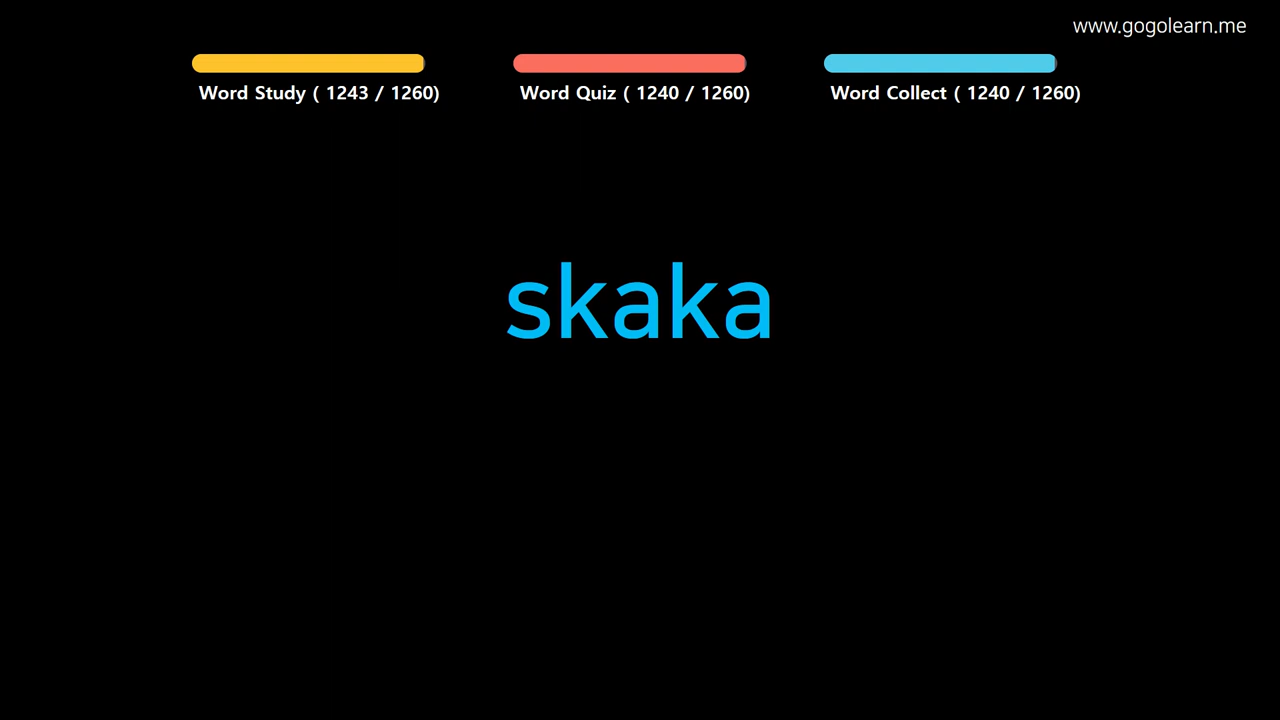 www.gogolearn.me
Word Study ( 1243 / 1260)
Word Quiz ( 1240 / 1260)
Word Collect ( 1240 / 1260)
skaka